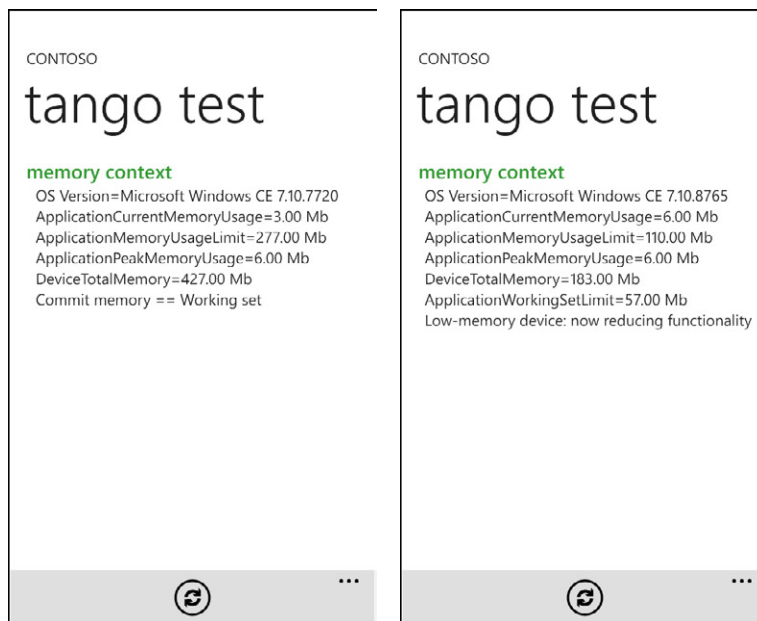 CONTOSO
tango test
memory context
OS Version=Microsoft Windows CE 7.10.7720
ApplicationCurrentMemoryUsage=3.00 Mb
ApplicationMemoryUsageLimit=277.00 Mb
ApplicationPeakMemoryUsage=6.00 Mb
DeviceTotalMemory=427.00 Mb
Commit memory == Working set
CONTOSO
tango test
memory context
OS Version=Microsoft Windows CE 7.10.8765
ApplicationCurrentMemoryUsage=6.00 Mb
ApplicationMemoryUsageLimit=110.00 Mb
ApplicationPeakMemoryUsage=6.00 Mb
DeviceTotalMemory=183.00 Mb
ApplicationWorkingSetLimit=57.00 Mb
Low-memory device: now reducing functionality